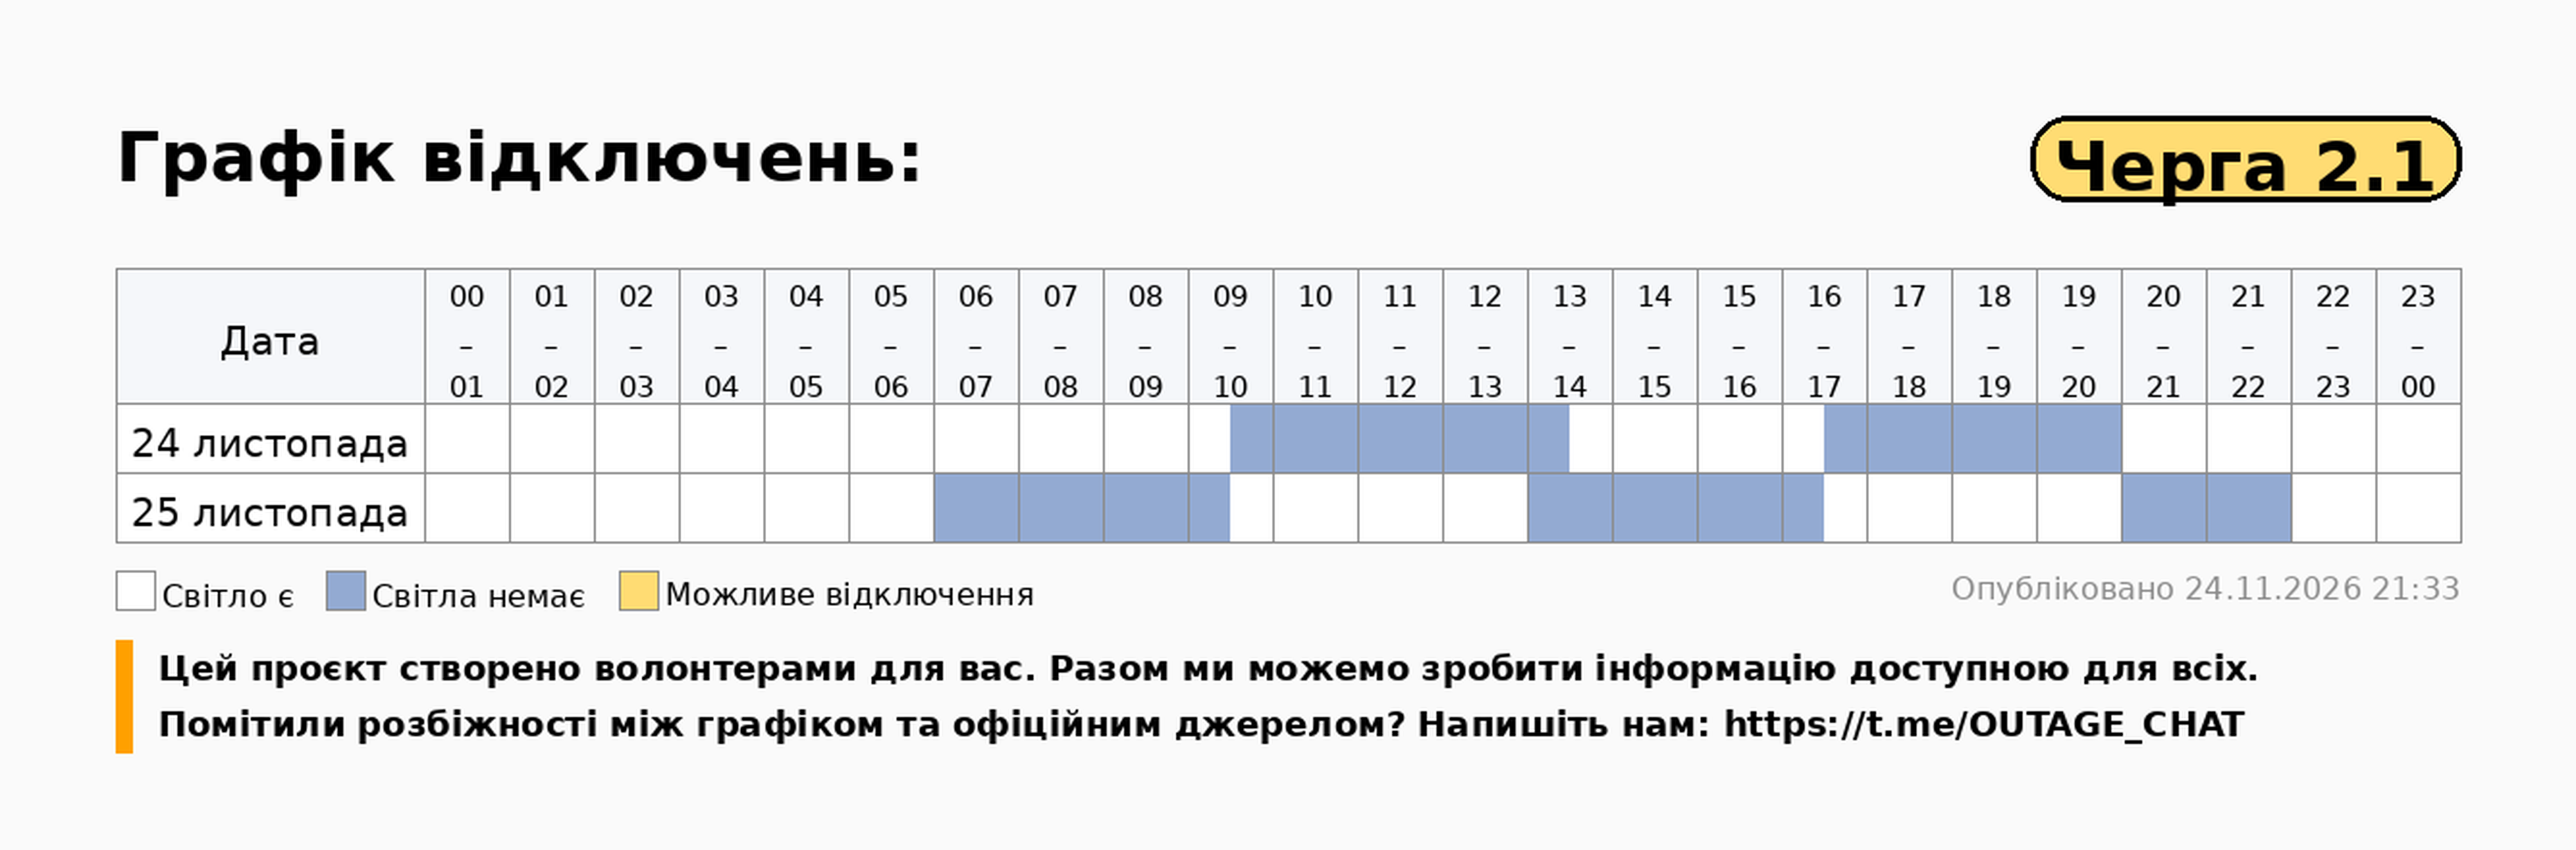 Графік відключень:
Черга 2.1
Дата
00 – 01
01 – 02
02 – 03
03 – 04
04 – 05
05 – 06
06 – 07
07 – 08
08 – 09
09 – 10
10 – 11
11 – 12
12 – 13
13 – 14
14 – 15
15 – 16
16 – 17
17 – 18
18 – 19
19 – 20
20 – 21
21 – 22
22 – 23
23 – 00
24 листопада
25 листопада
Світло є
Світла немає
Можливе відключення
Опубліковано 24.11.2026 21:33
Цей проєкт створено волонтерами для вас. Разом ми можемо зробити інформацію доступною для всіх.
Помітили розбіжності між графіком та офіційним джерелом? Напишіть нам: https://t.me/OUTAGE_CHAT